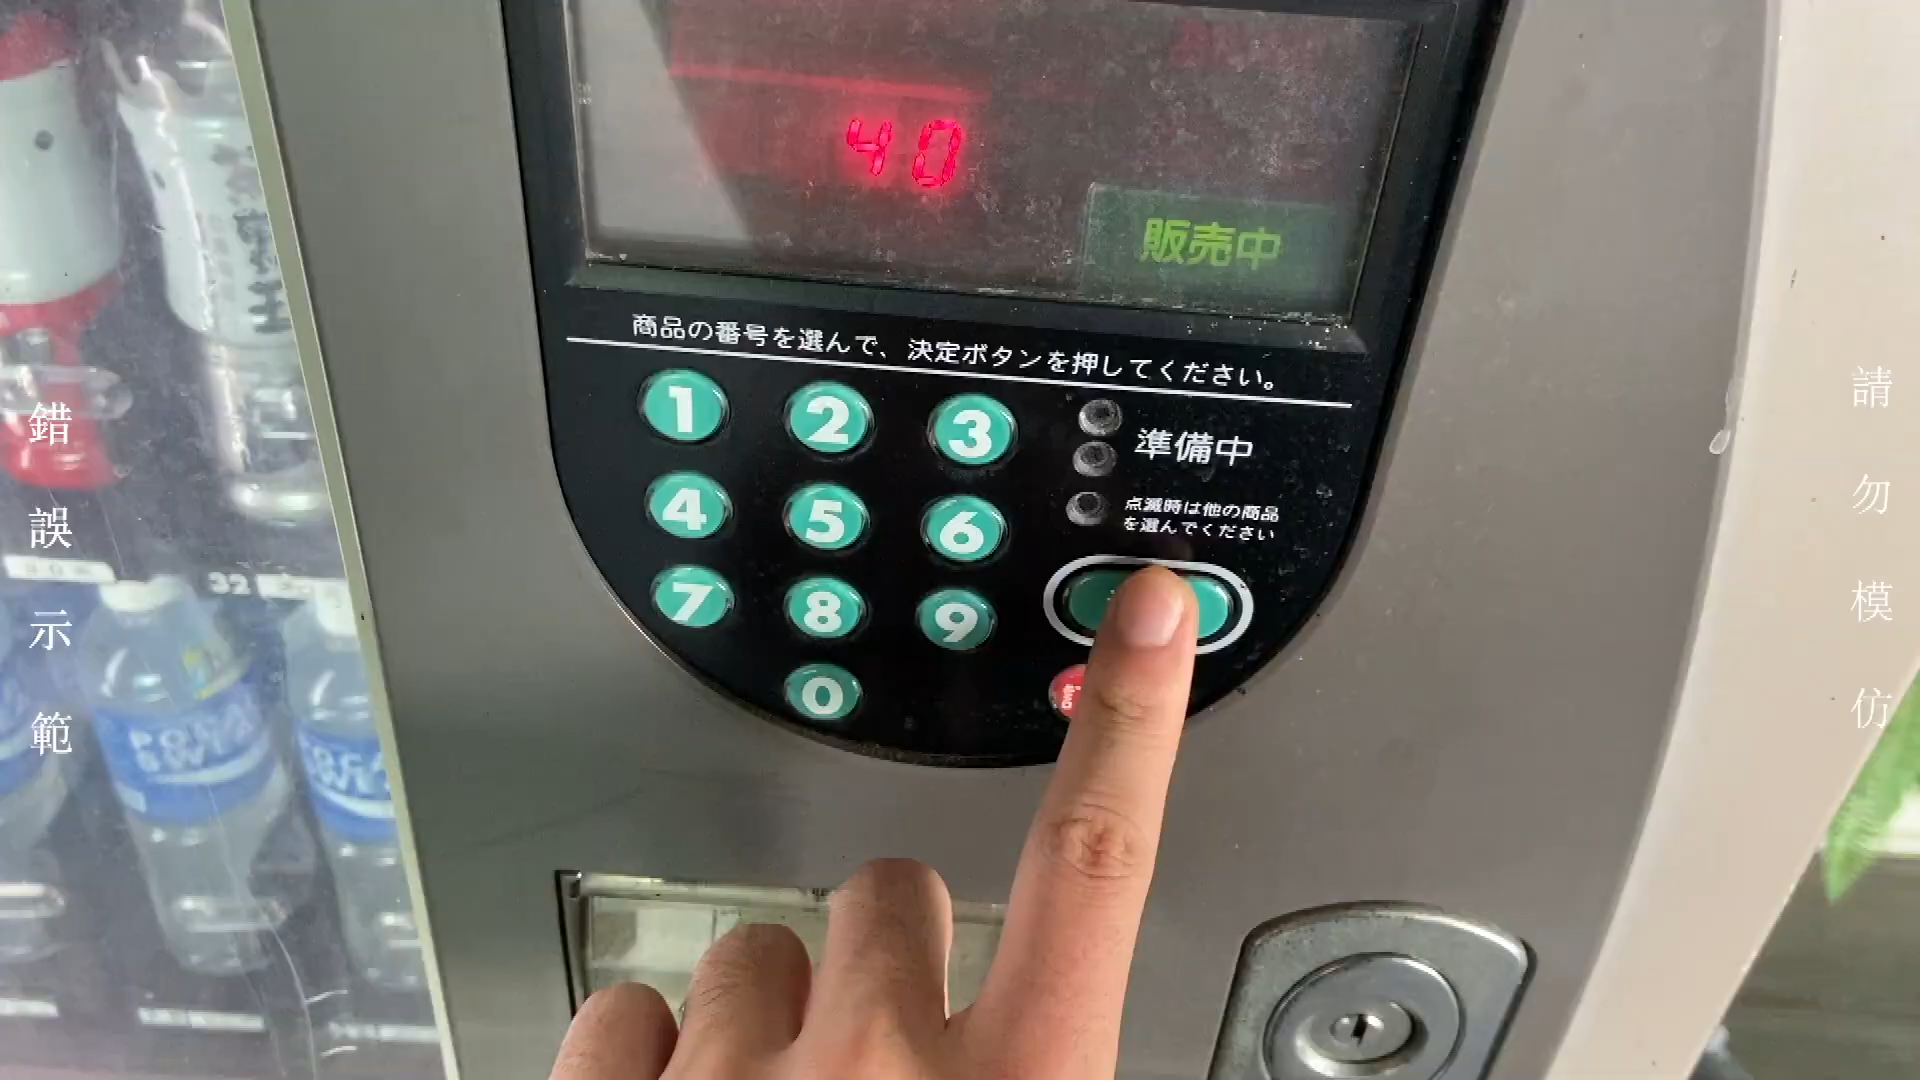 40
販売中
商品の番号を選んで、決定ボタンを押してください。
1 2 3
準備中
4 5 6
点滅時は他の商品
を選んでください
7 8 9
0
32
POCARI
SWEAT
錯誤示範
請勿模仿